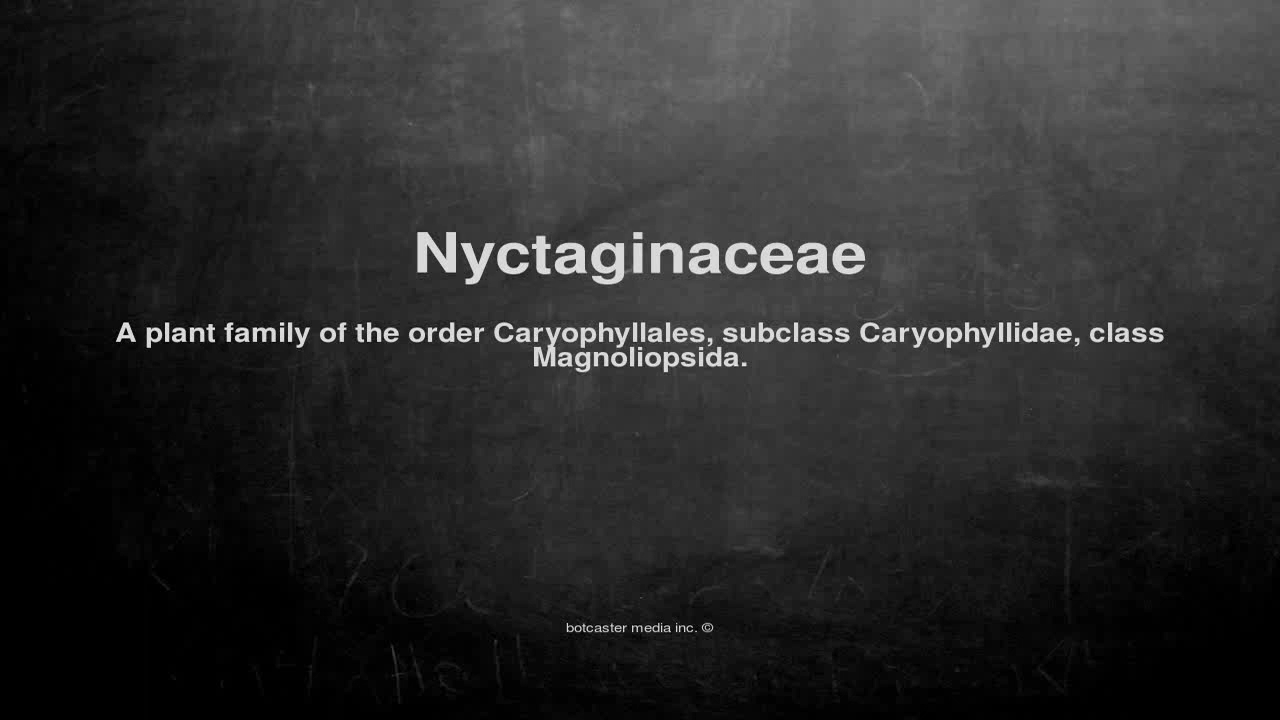 Nyctaginaceae
A plant family of the order Caryophyllales, subclass Caryophyllidae, class
Magnoliopsida.
botcaster media inc. ©